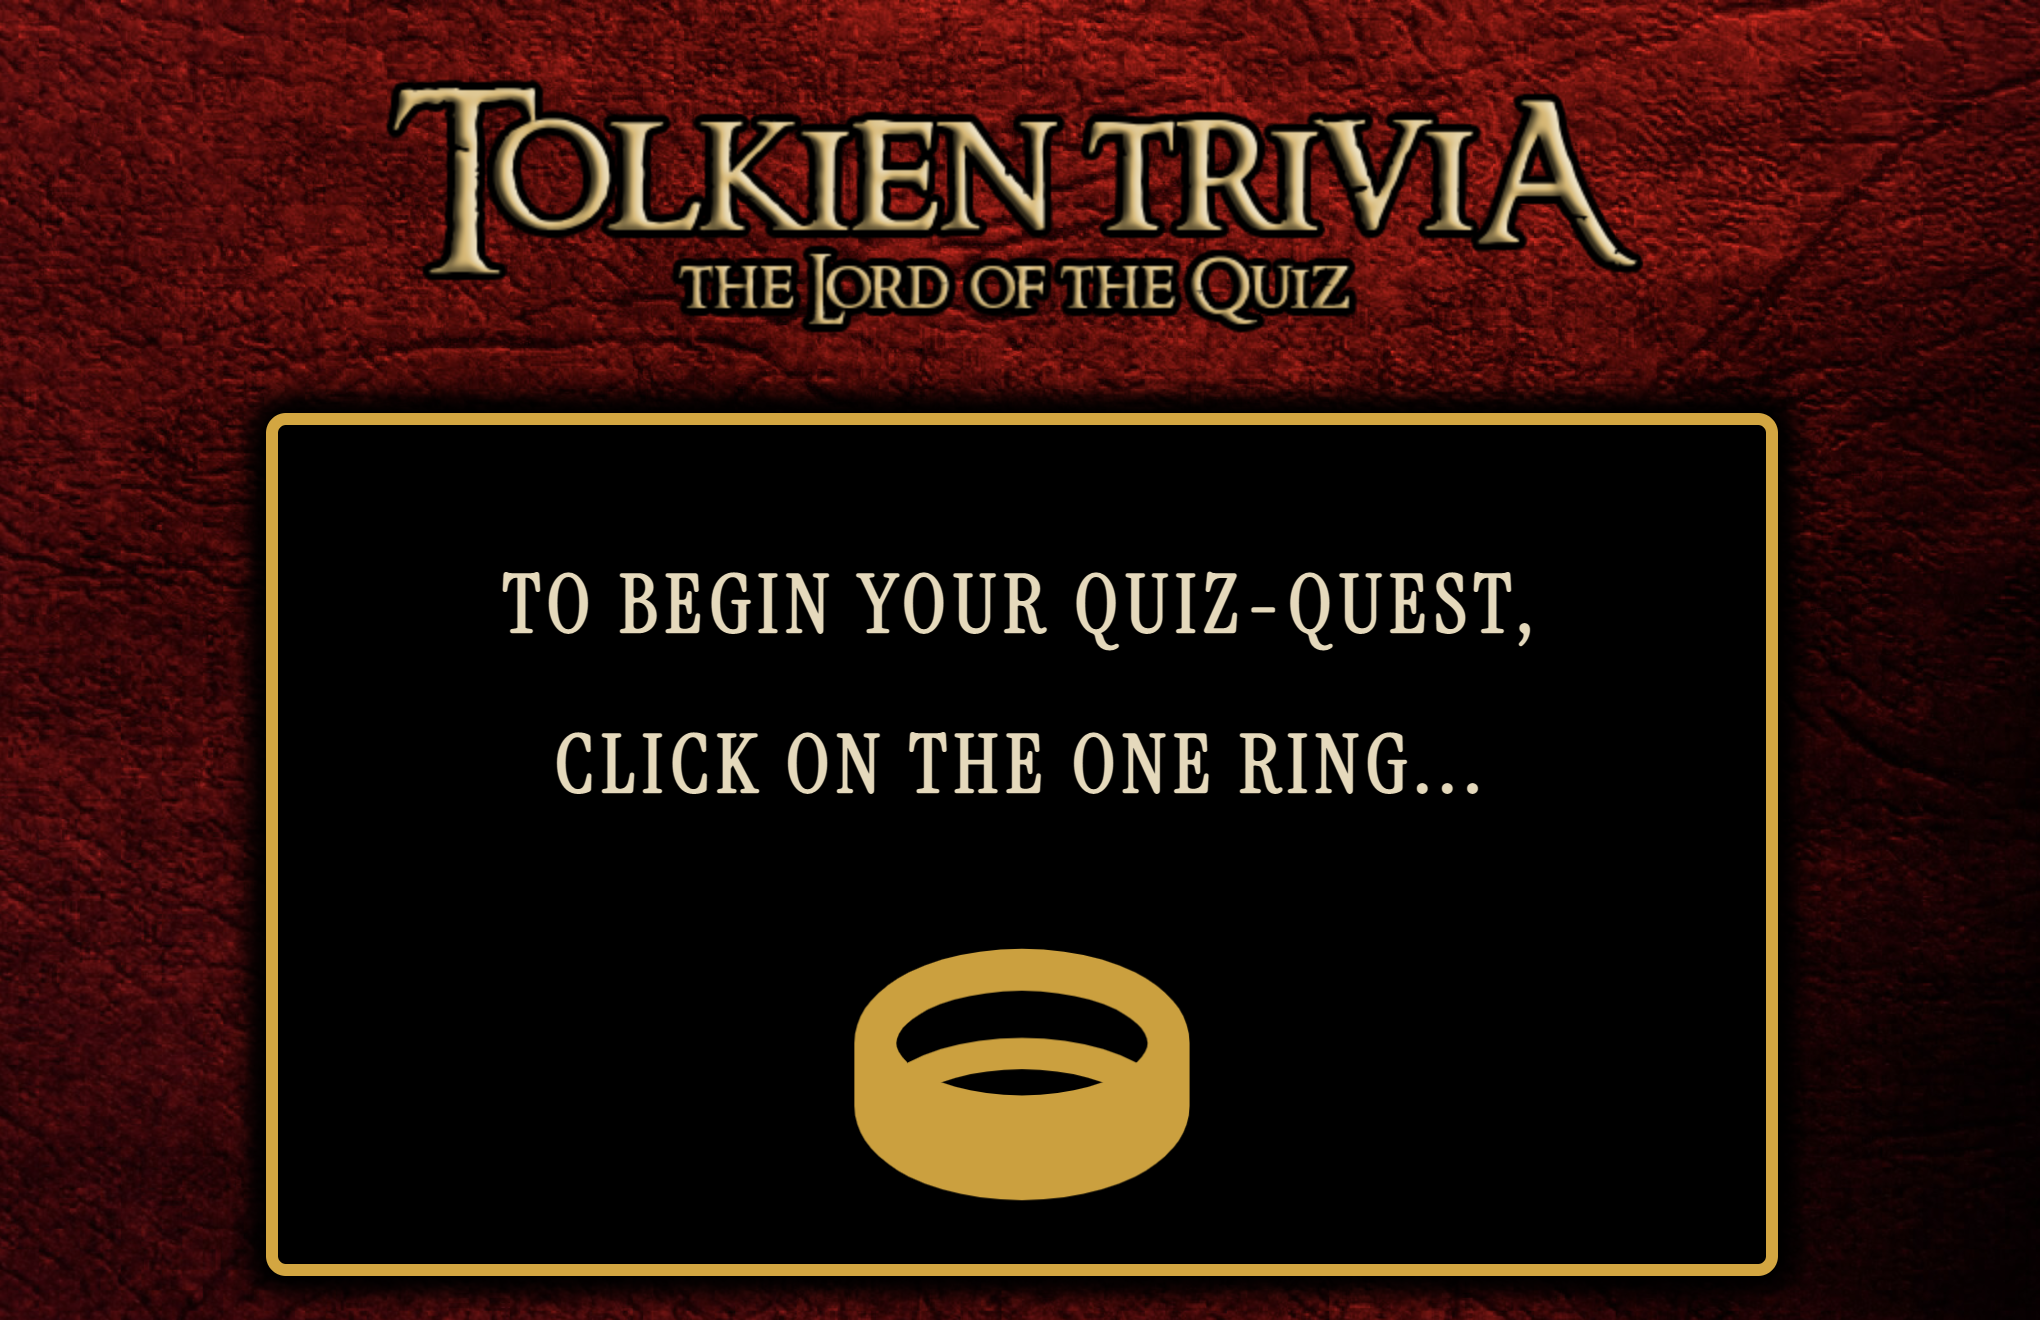 TOLKIEN TRIVIA
THE LORD OF THE QUIZ
TO BEGIN YOUR QUIZ-QUEST,
CLICK ON THE ONE RING...